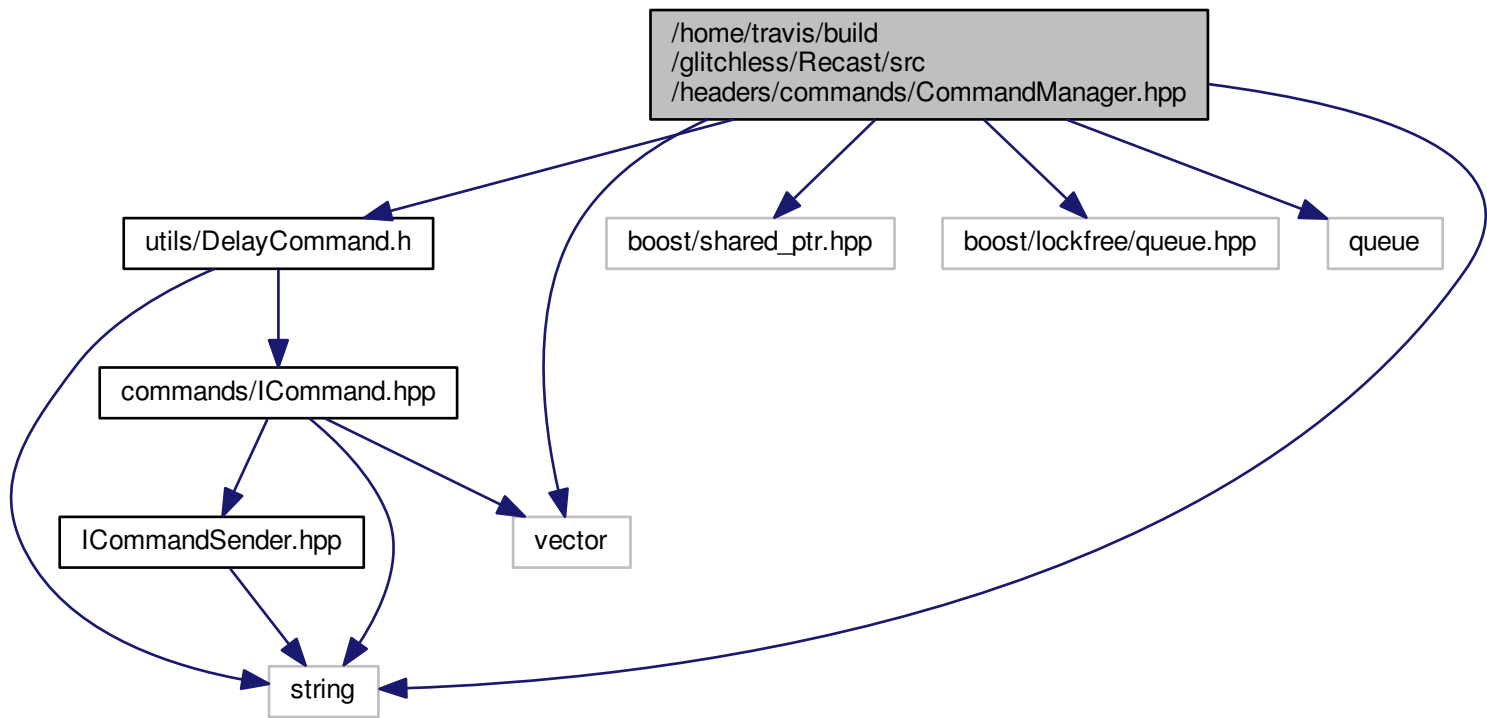 /home/travis/build
/glitchless/Recast/src
/headers/commands/CommandManager.hpp
utils/DelayCommand.h
boost/shared_ptr.hpp
boost/lockfree/queue.hpp
queue
commands/ICommand.hpp
ICommandSender.hpp
vector
string